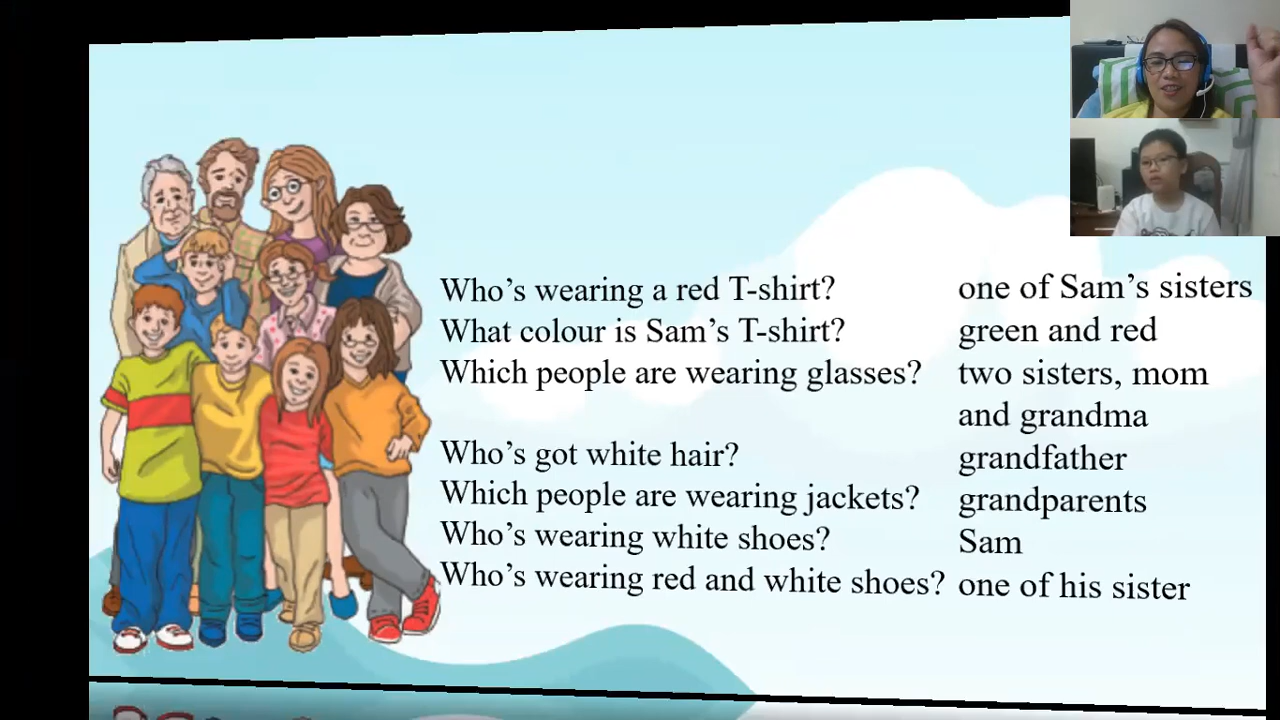 Who's wearing a red T-shirt? one of Sam's sisters
What colour is Sam's T-shirt? green and red
Which people are wearing glasses? two sisters, mom
and grandma
Who's got white hair? grandfather
Which people are wearing jackets? grandparents
Who's wearing white shoes? Sam
Who's wearing red and white shoes? one of his sister